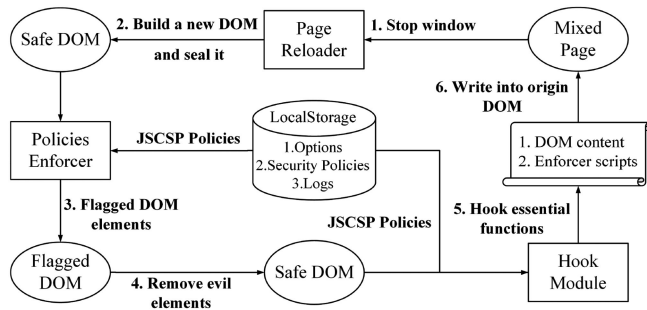 2. Build a new DOM
and seal it
Safe DOM
Page
Reloader
1. Stop window
Mixed
Page
6. Write into origin
DOM
LocalStorage
1.Options
2.Security Policies
3.Logs
JSCSP Policies
Policies
Enforcer
1. DOM content
2. Enforcer scripts
3. Flagged DOM
elements
JSCSP Policies
5. Hook essential
functions
Flagged
DOM
4. Remove evil
elements
Safe DOM
Hook
Module